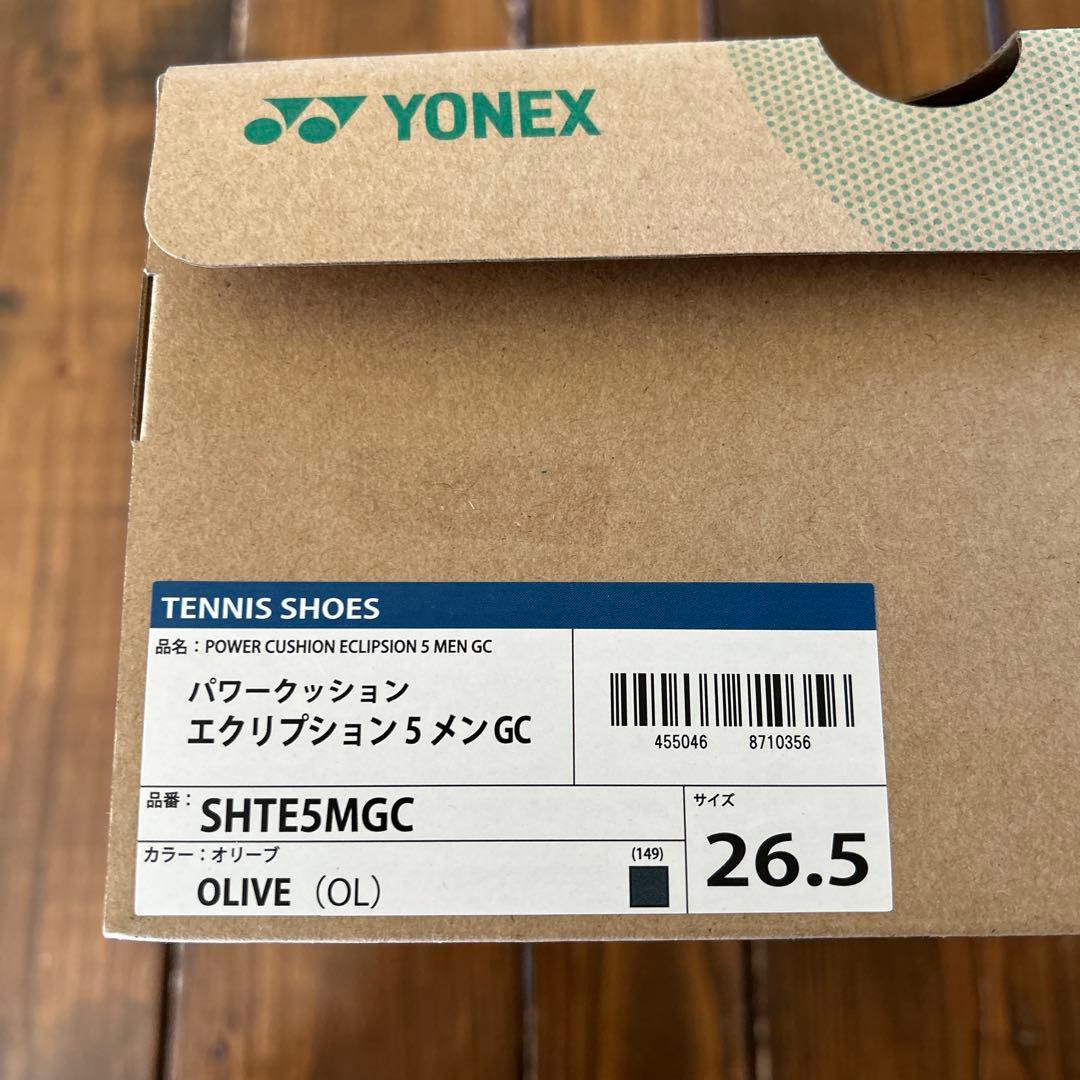 YONEX
TENNIS SHOES
品名：POWER CUSHION ECLIPSION 5 MEN GC
パワークッション
エクリプション 5 メン GC
455046 8710356
品番：SHTE5MGC
カラー：オリーブ (149)
OLIVE（OL）
サイズ
26.5